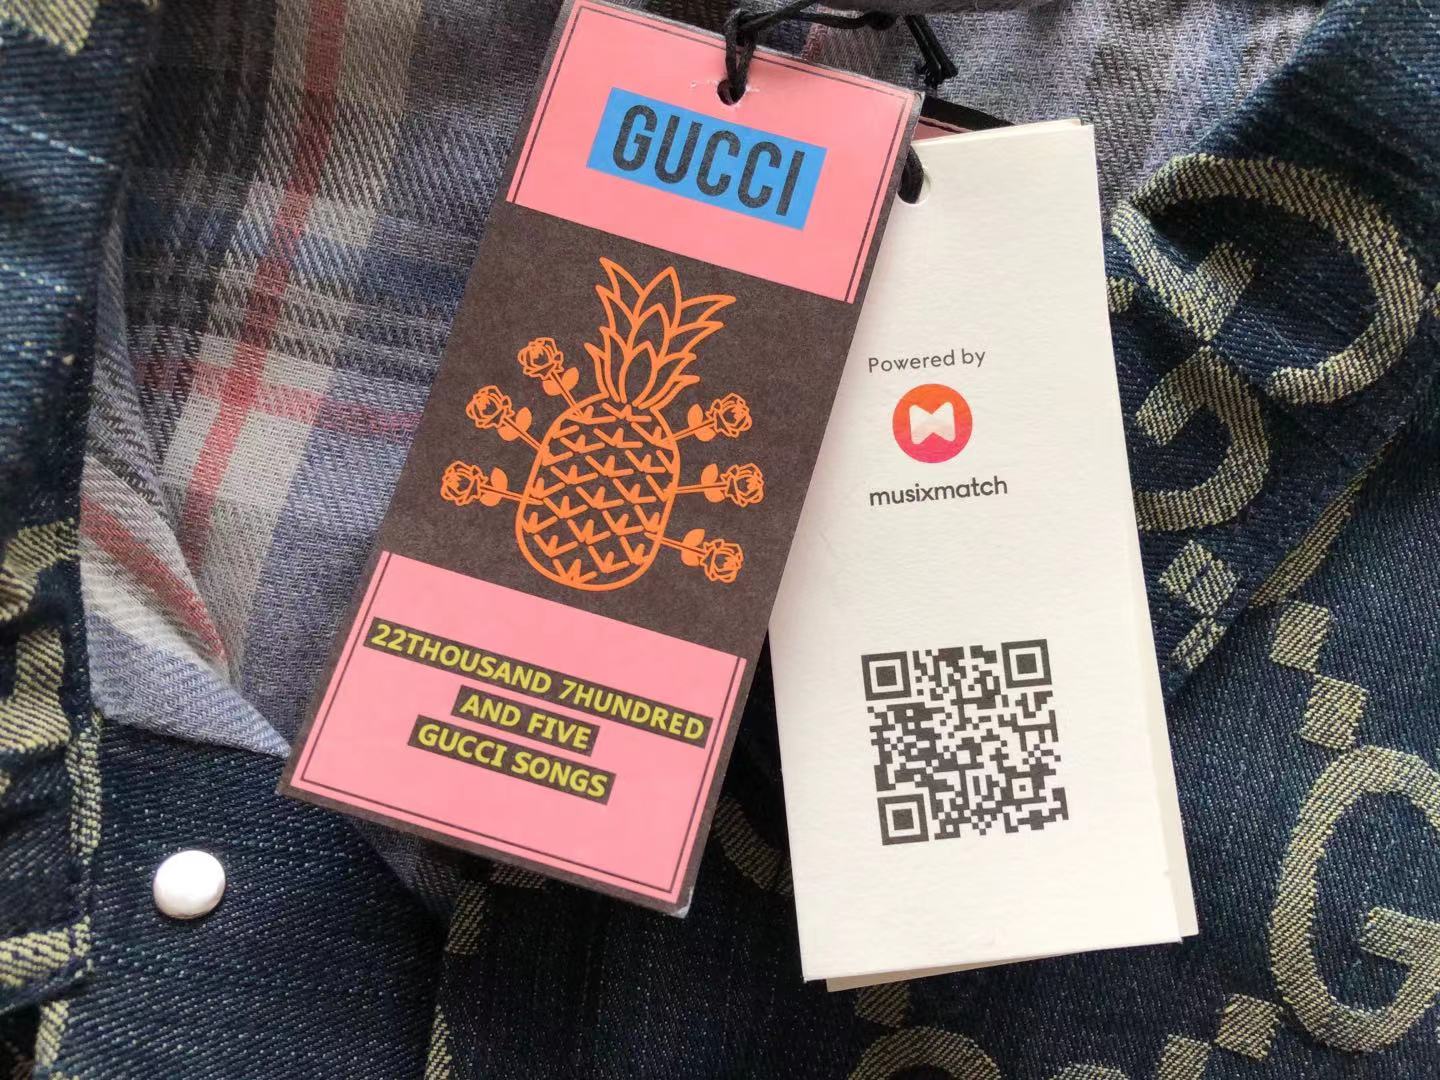 GUCCI
22THOUSAND 7HUNDRED
AND FIVE
GUCCI SONGS
Powered by
musixmatch